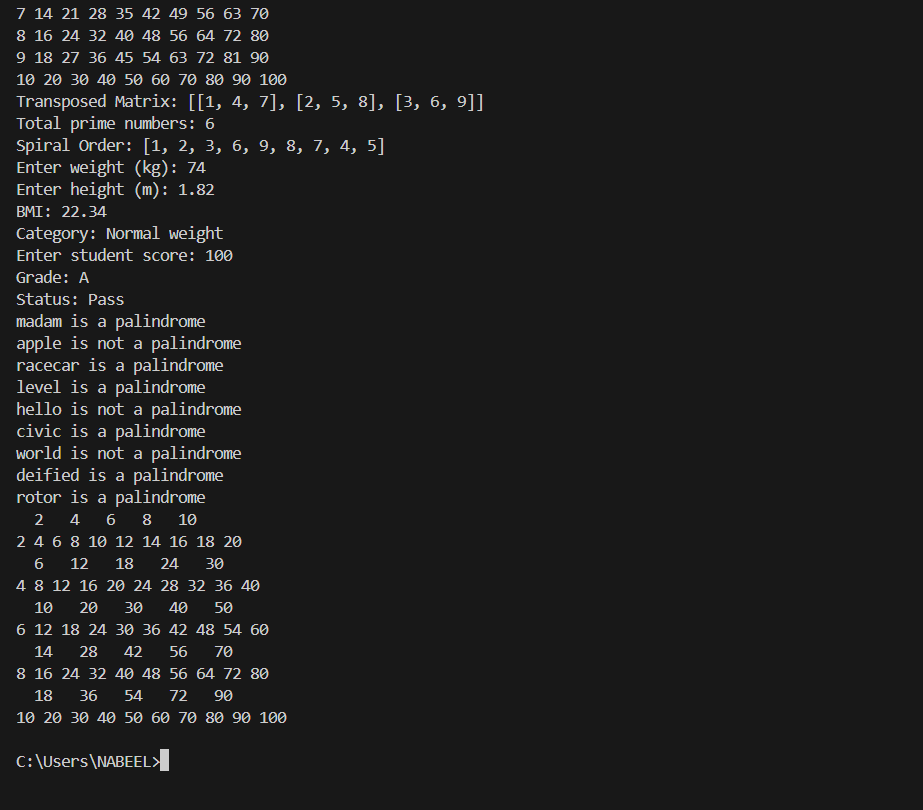 7 14 21 28 35 42 49 56 63 70
8 16 24 32 40 48 56 64 72 80
9 18 27 36 45 54 63 72 81 90
10 20 30 40 50 60 70 80 90 100
Transposed Matrix: [[1, 4, 7], [2, 5, 8], [3, 6, 9]]
Total prime numbers: 6
Spiral Order: [1, 2, 3, 6, 9, 8, 7, 4, 5]
Enter weight (kg): 74
Enter height (m): 1.82
BMI: 22.34
Category: Normal weight
Enter student score: 100
Grade: A
Status: Pass
madam is a palindrome
apple is not a palindrome
racecar is a palindrome
level is a palindrome
hello is not a palindrome
civic is a palindrome
world is not a palindrome
deified is a palindrome
rotor is a palindrome
  2   4   6   8   10
2 4 6 8 10 12 14 16 18 20
  6   12   18   24   30
4 8 12 16 20 24 28 32 36 40
  10   20   30   40   50
6 12 18 24 30 36 42 48 54 60
  14   28   42   56   70
8 16 24 32 40 48 56 64 72 80
  18   36   54   72   90
10 20 30 40 50 60 70 80 90 100
C:\Users\NABEEL>